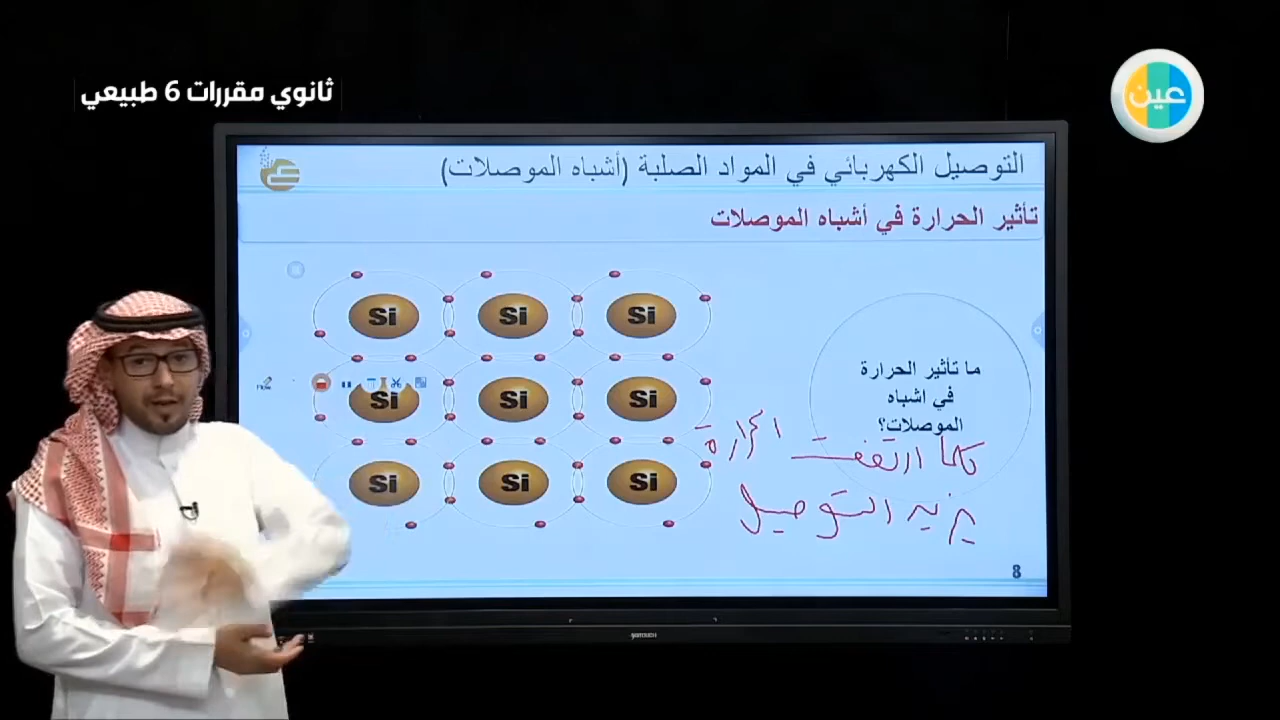 ثانوي مقررات 6 طبيعي
عين
التوصيل الكهربائي في المواد الصلبة (أشباه الموصلات)
تأثير الحرارة في أشباه الموصلات
Si Si Si
Si Si Si
Si Si Si
ما تأثير الحرارة
في اشباه
الموصلات؟
كلما ارتفعت الحرارة
يزيد التوصيل
8